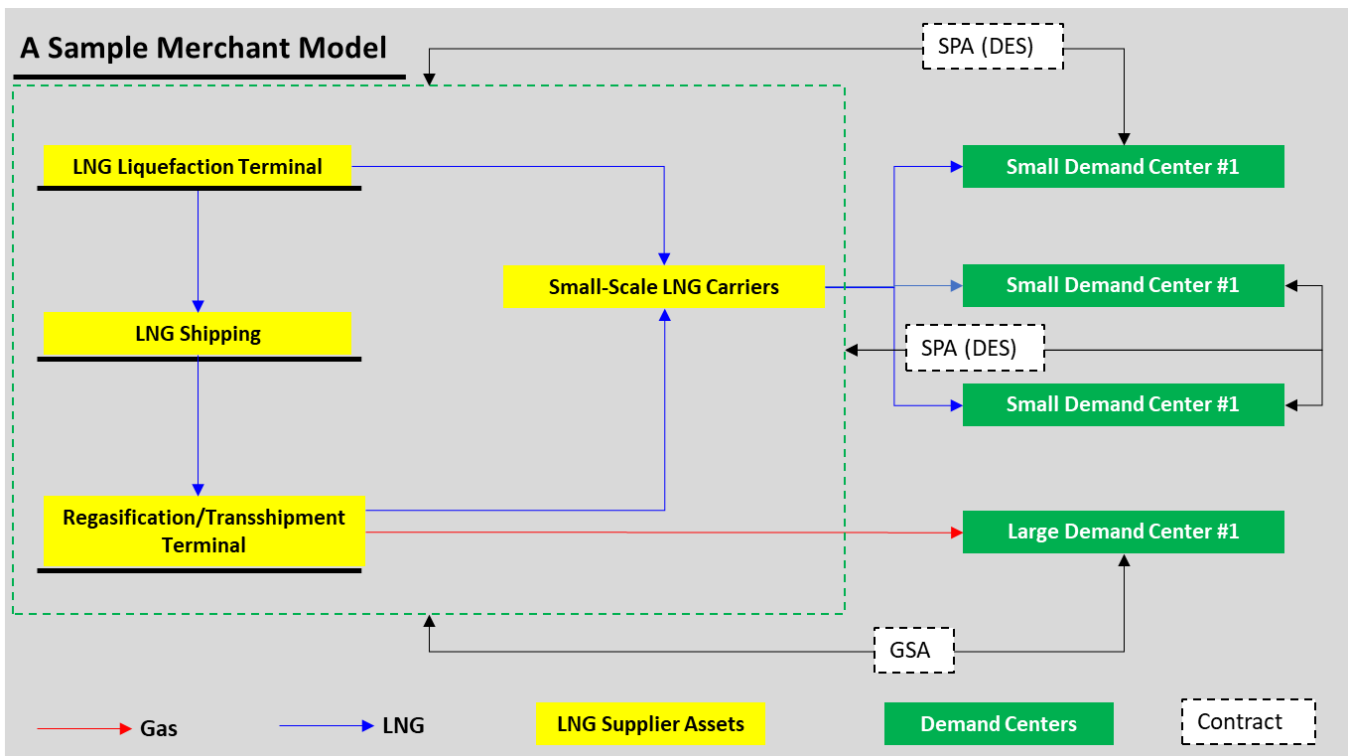 A Sample Merchant Model
SPA (DES)
LNG Liquefaction Terminal
Small Demand Center #1
Small-Scale LNG Carriers
Small Demand Center #1
LNG Shipping
SPA (DES)
Small Demand Center #1
Regasification/Transshipment
Terminal
Large Demand Center #1
GSA
Gas
LNG
LNG Supplier Assets
Demand Centers
Contract